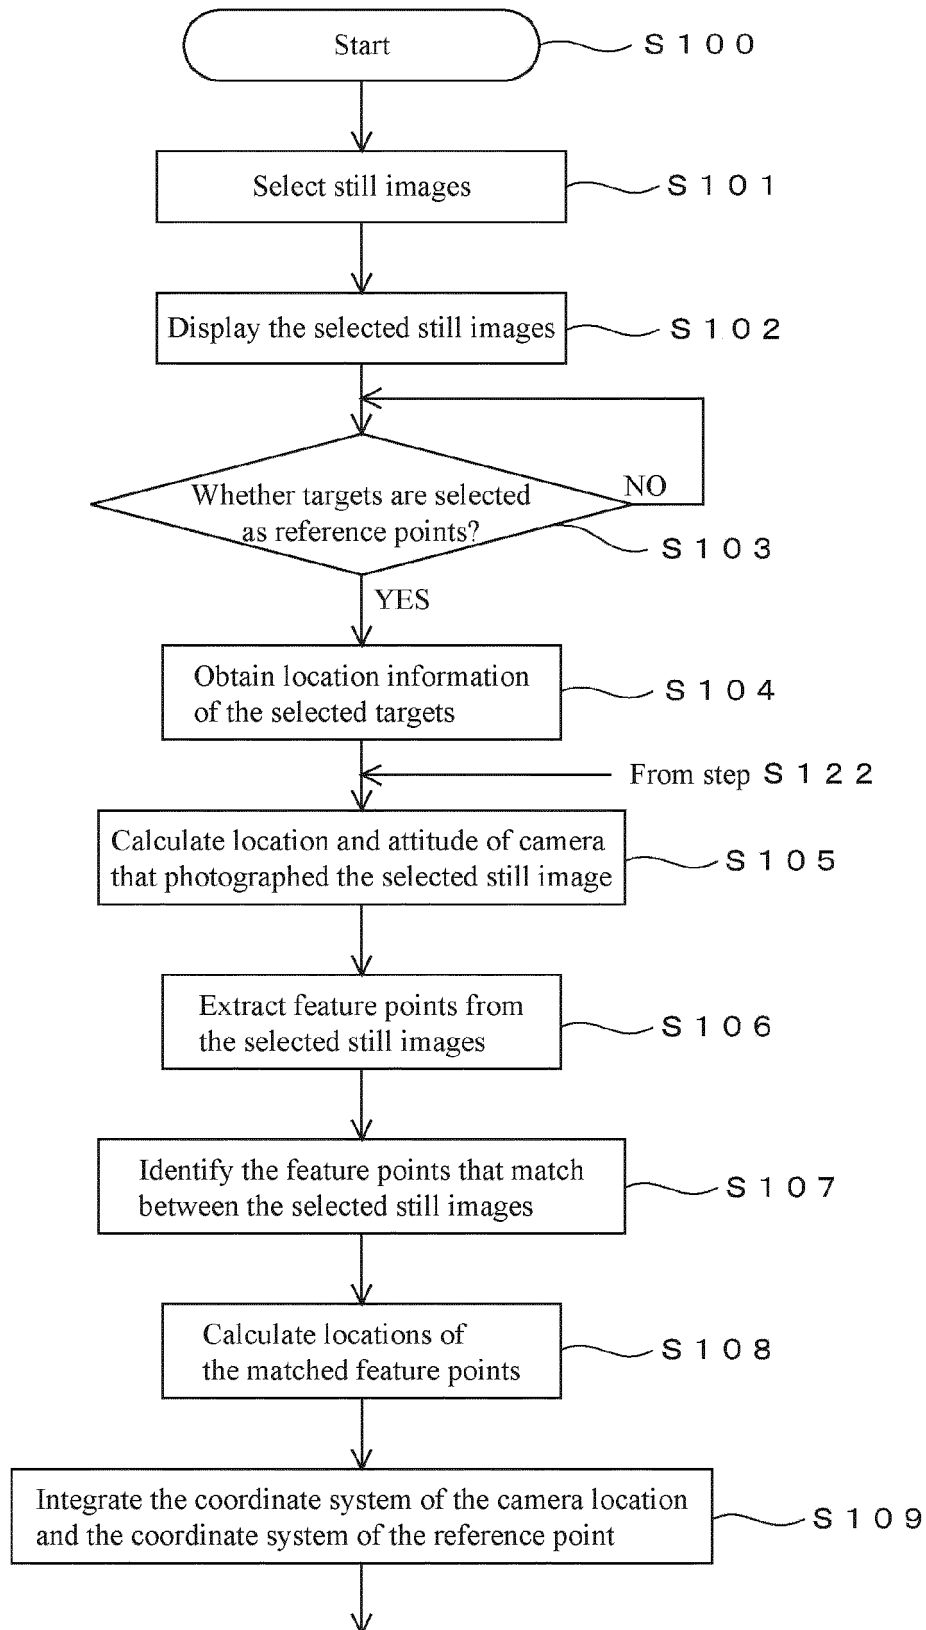 Start
S100
Select still images
S101
Display the selected still images
S102
Whether targets are selected
as reference points?
NO
S103
YES
Obtain location information
of the selected targets
S104
From step S122
Calculate location and attitude of camera
that photographed the selected still image
S105
Extract feature points from
the selected still images
S106
Identify the feature points that match
between the selected still images
S107
Calculate locations of
the matched feature points
S108
Integrate the coordinate system of the camera location
and the coordinate system of the reference point
S109